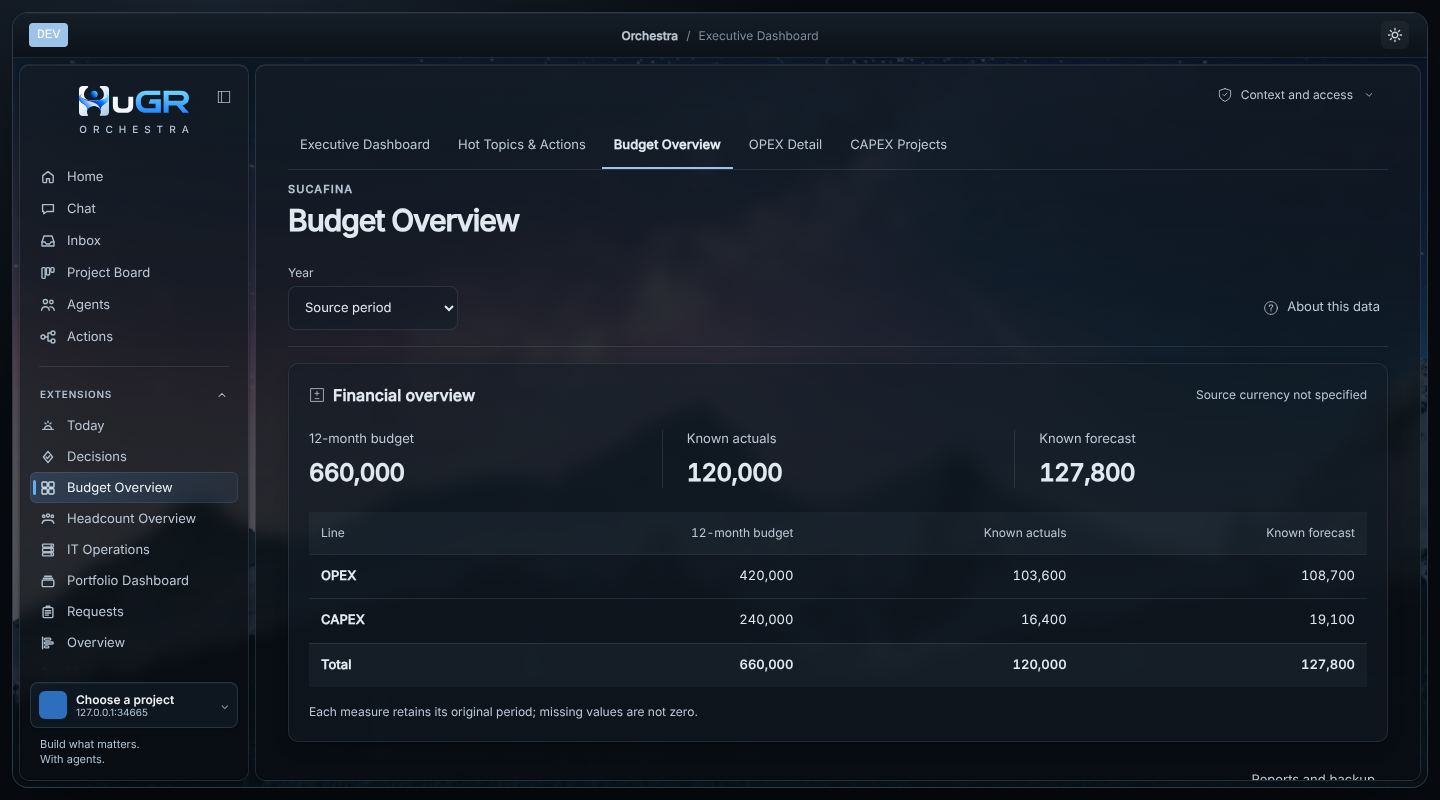 DEV
Orchestra / Executive Dashboard
HuGR
ORCHESTRA
Home
Chat
Inbox
Project Board
Agents
Actions
EXTENSIONS
Today
Decisions
Budget Overview
Headcount Overview
IT Operations
Portfolio Dashboard
Requests
Overview
Choose a project
127.0.0.1:34665
Build what matters.
With agents.
Context and access
Executive Dashboard Hot Topics & Actions Budget Overview OPEX Detail CAPEX Projects
SUCAFINA
Budget Overview
Year
Source period
About this data
Financial overview Source currency not specified
12-month budget Known actuals Known forecast
660,000 120,000 127,800
Line 12-month budget Known actuals Known forecast
OPEX 420,000 103,600 108,700
CAPEX 240,000 16,400 19,100
Total 660,000 120,000 127,800
Each measure retains its original period; missing values are not zero.
Reports and backup